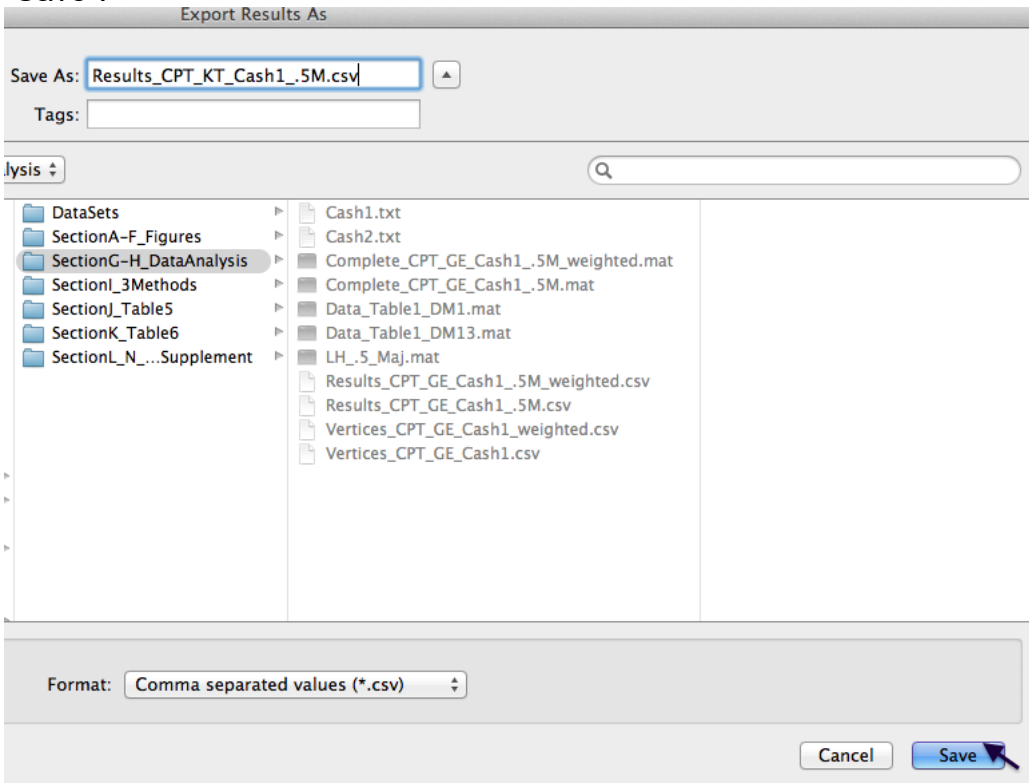 Export Results As
Save As: Results_CPT_KT_Cash1_.5M.csv
Tags:
lysis
DataSets
SectionA-F_Figures
SectionG-H_DataAnalysis
SectionI_3Methods
SectionJ_Table5
SectionK_Table6
SectionL_N_...Supplement
Cash1.txt
Cash2.txt
Complete_CPT_GE_Cash1_.5M_weighted.mat
Complete_CPT_GE_Cash1_.5M.mat
Data_Table1_DM1.mat
Data_Table1_DM13.mat
LH_.5_Maj.mat
Results_CPT_GE_Cash1_.5M_weighted.csv
Results_CPT_GE_Cash1_.5M.csv
Vertices_CPT_GE_Cash1_weighted.csv
Vertices_CPT_GE_Cash1.csv
Format: Comma separated values (*.csv)
Cancel Save